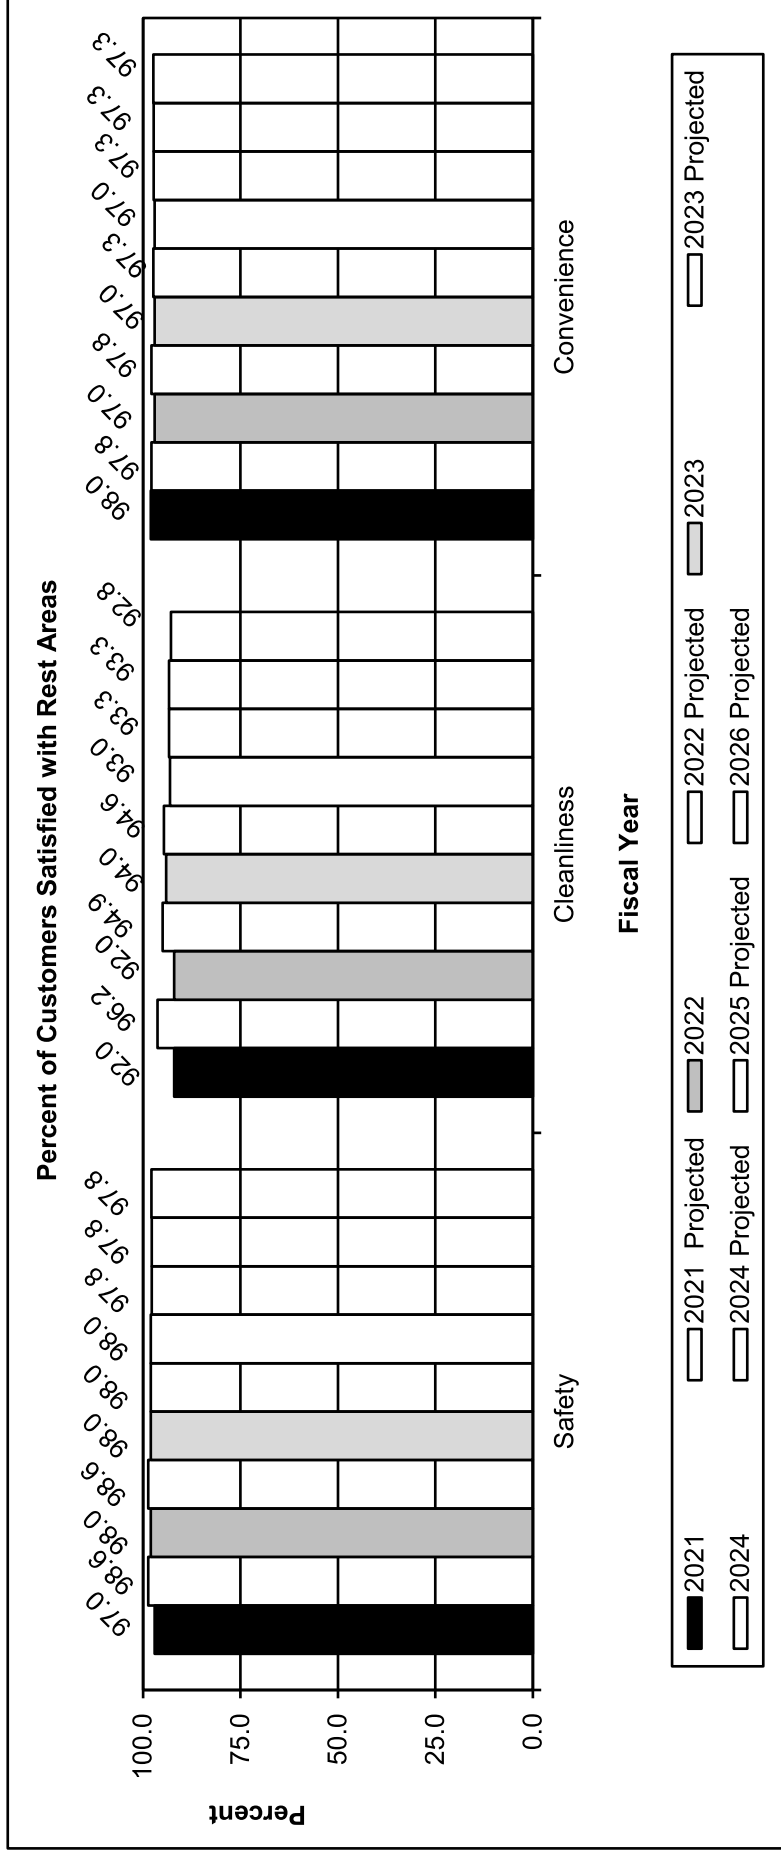 Percent of Customers Satisfied with Rest Areas
Percent
100.0
75.0
50.0
25.0
0.0
97.0 98.6 98.0 98.6 98.0 98.0 98.0 97.8 97.8 97.8
92.0 96.2 92.0 94.9 94.0 94.6 93.0 93.3 93.3 92.8
98.0 97.8 97.0 97.8 97.0 97.3 97.0 97.3 97.3 97.3
Safety Cleanliness Convenience
Fiscal Year
2021 2021 Projected 2022 2022 Projected 2023 2023 Projected
2024 2024 Projected 2025 Projected 2026 Projected